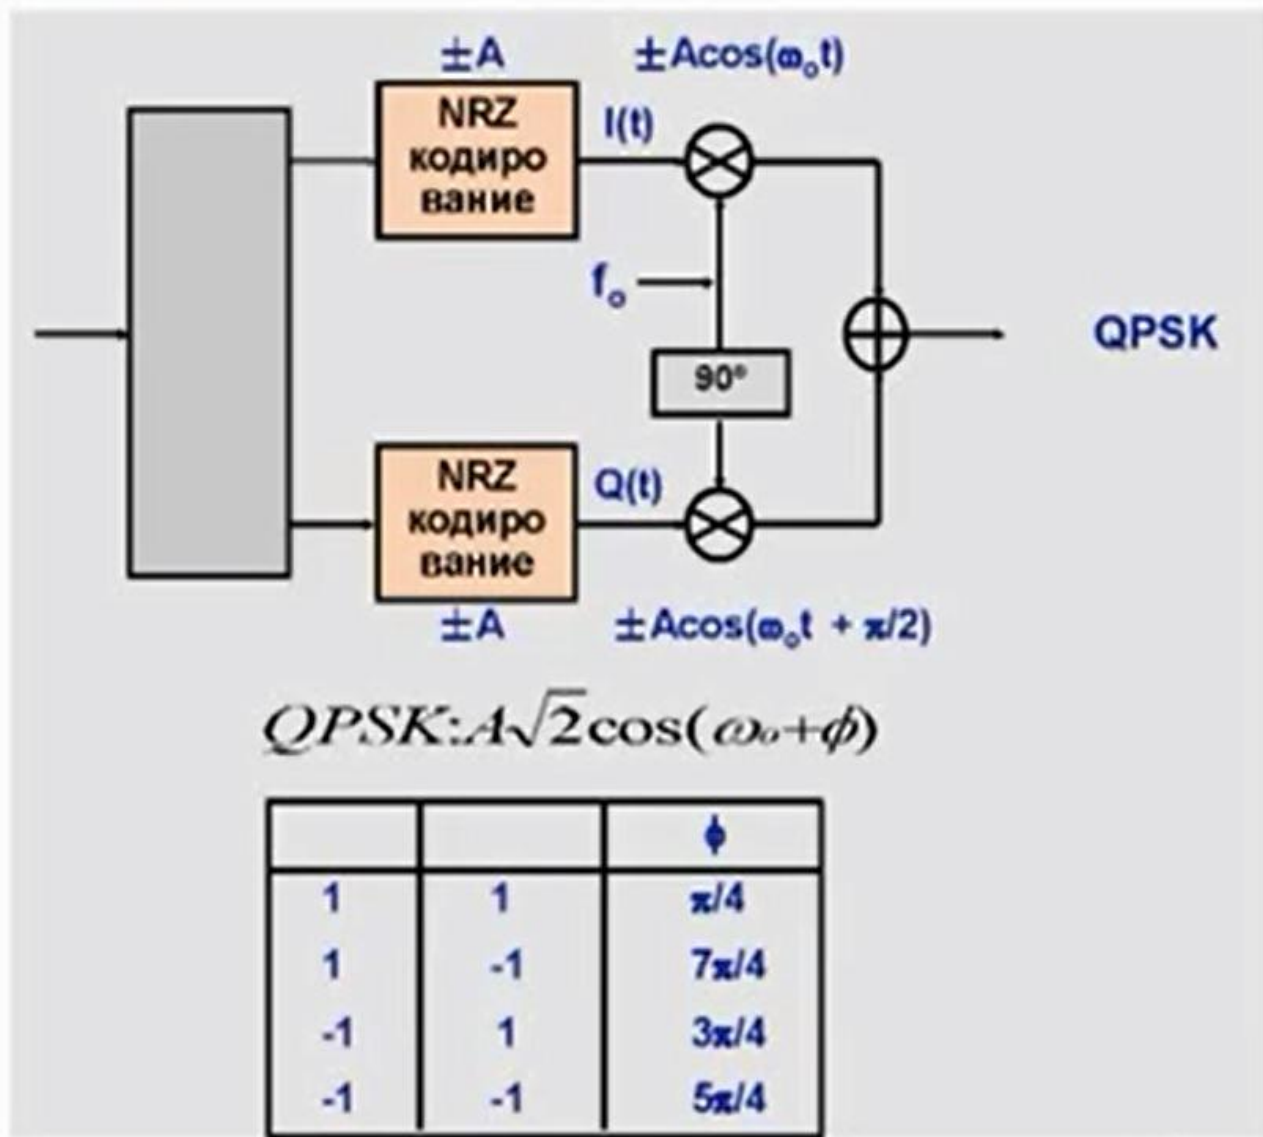 ±A ±Acos(ω₀t)
NRZ
кодиро
вание
I(t)
f₀
90°
QPSK
NRZ
кодиро
вание
Q(t)
±A ±Acos(ω₀t + π/2)
QPSK:A√2cos(ω₀+ϕ)
ϕ
1 1 π/4
1 -1 7π/4
-1 1 3π/4
-1 -1 5π/4